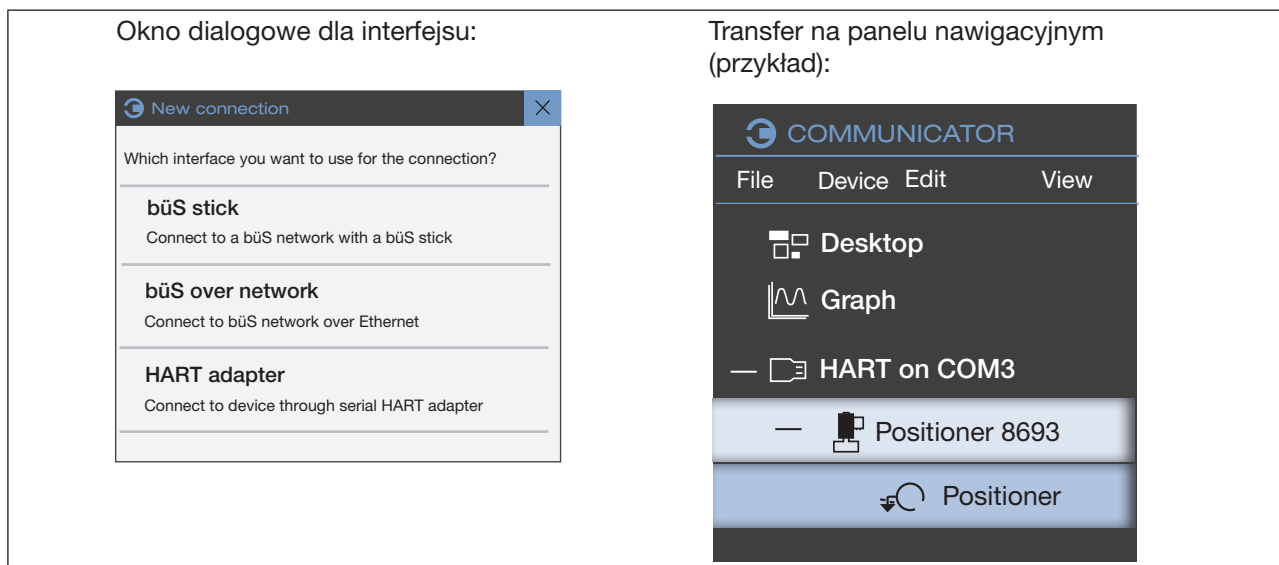 Okno dialogowe dla interfejsu:
New connection
Which interface you want to use for the connection?
büS stick
Connect to a büS network with a büS stick
büS over network
Connect to büS network over Ethernet
HART adapter
Connect to device through serial HART adapter
Transfer na panelu nawigacyjnym
(przykład):
COMMUNICATOR
File Device Edit View
Desktop
Graph
HART on COM3
Positioner 8693
Positioner